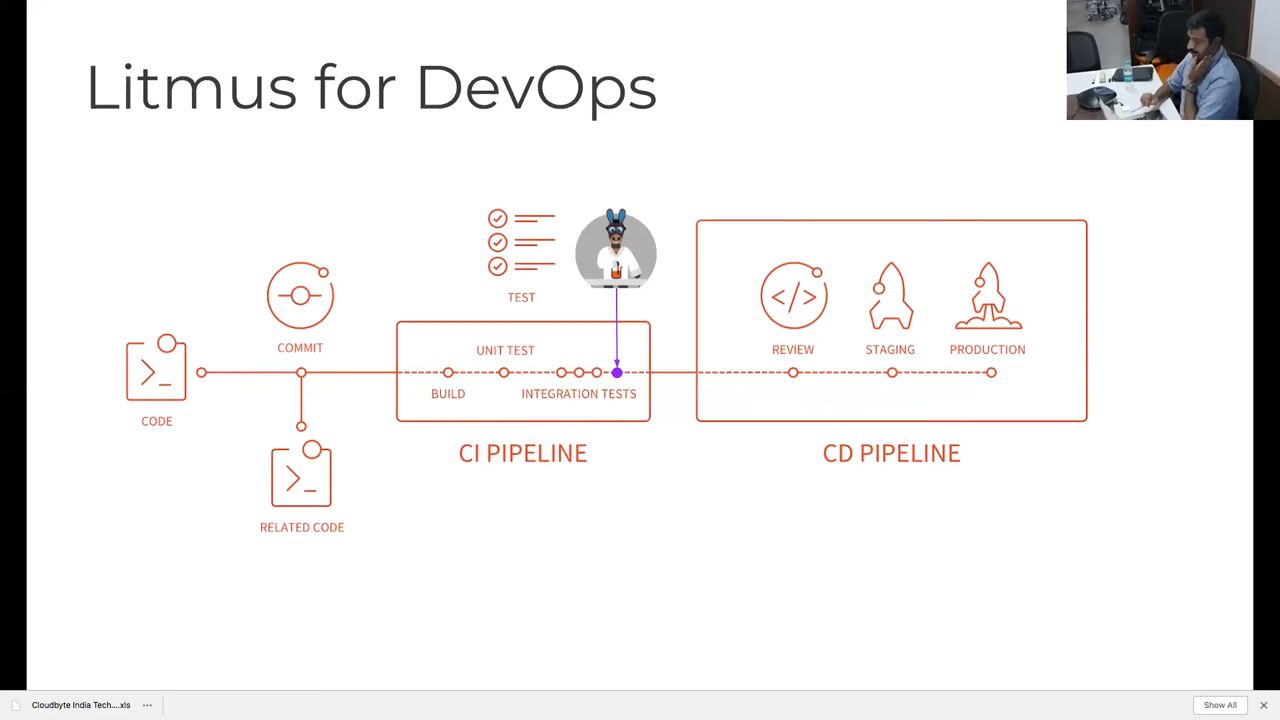 Litmus for DevOps
TEST
COMMIT
UNIT TEST
REVIEW
STAGING
PRODUCTION
BUILD
INTEGRATION TESTS
CODE
CI PIPELINE
CD PIPELINE
RELATED CODE
Cloudbyte India Tech....xls
Show All